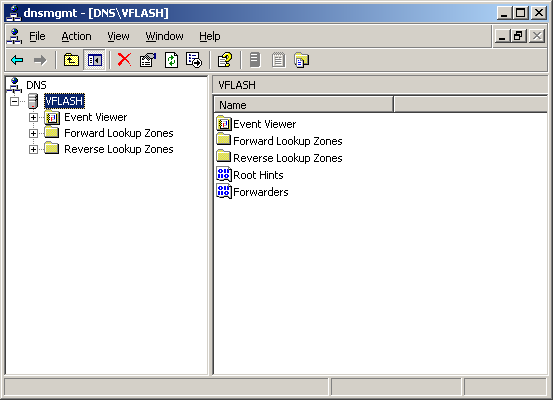 dnsmgmt - [DNS\VFLASH]
File Action View Window Help
DNS
VFLASH
Event Viewer
Forward Lookup Zones
Reverse Lookup Zones
VFLASH
Name
Event Viewer
Forward Lookup Zones
Reverse Lookup Zones
Root Hints
Forwarders